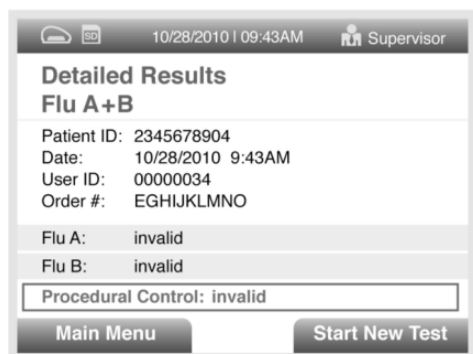 SD 10/28/2010 | 09:43AM Supervisor
Detailed Results
Flu A+B
Patient ID: 2345678904
Date: 10/28/2010 9:43AM
User ID: 00000034
Order #: EGHIJKLMNO
Flu A: invalid
Flu B: invalid
Procedural Control: invalid
Main Menu Start New Test